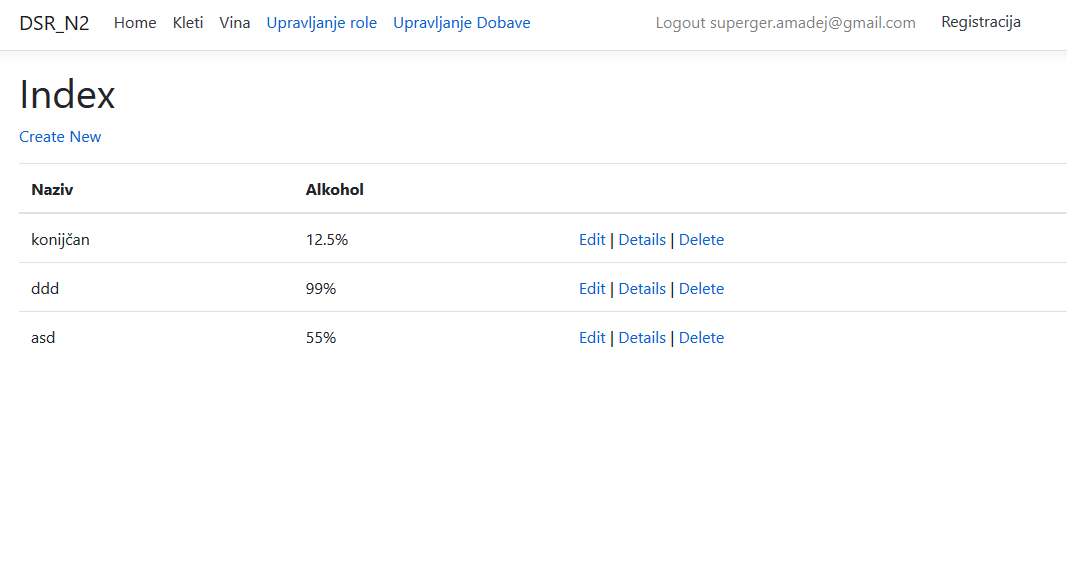 DSR_N2 Home Kleti Vina Upravljanje role Upravljanje Dobave Logout superger.amadej@gmail.com Registracija
Index
Create New
Naziv Alkohol
konijčan 12.5% Edit | Details | Delete
ddd 99% Edit | Details | Delete
asd 55% Edit | Details | Delete